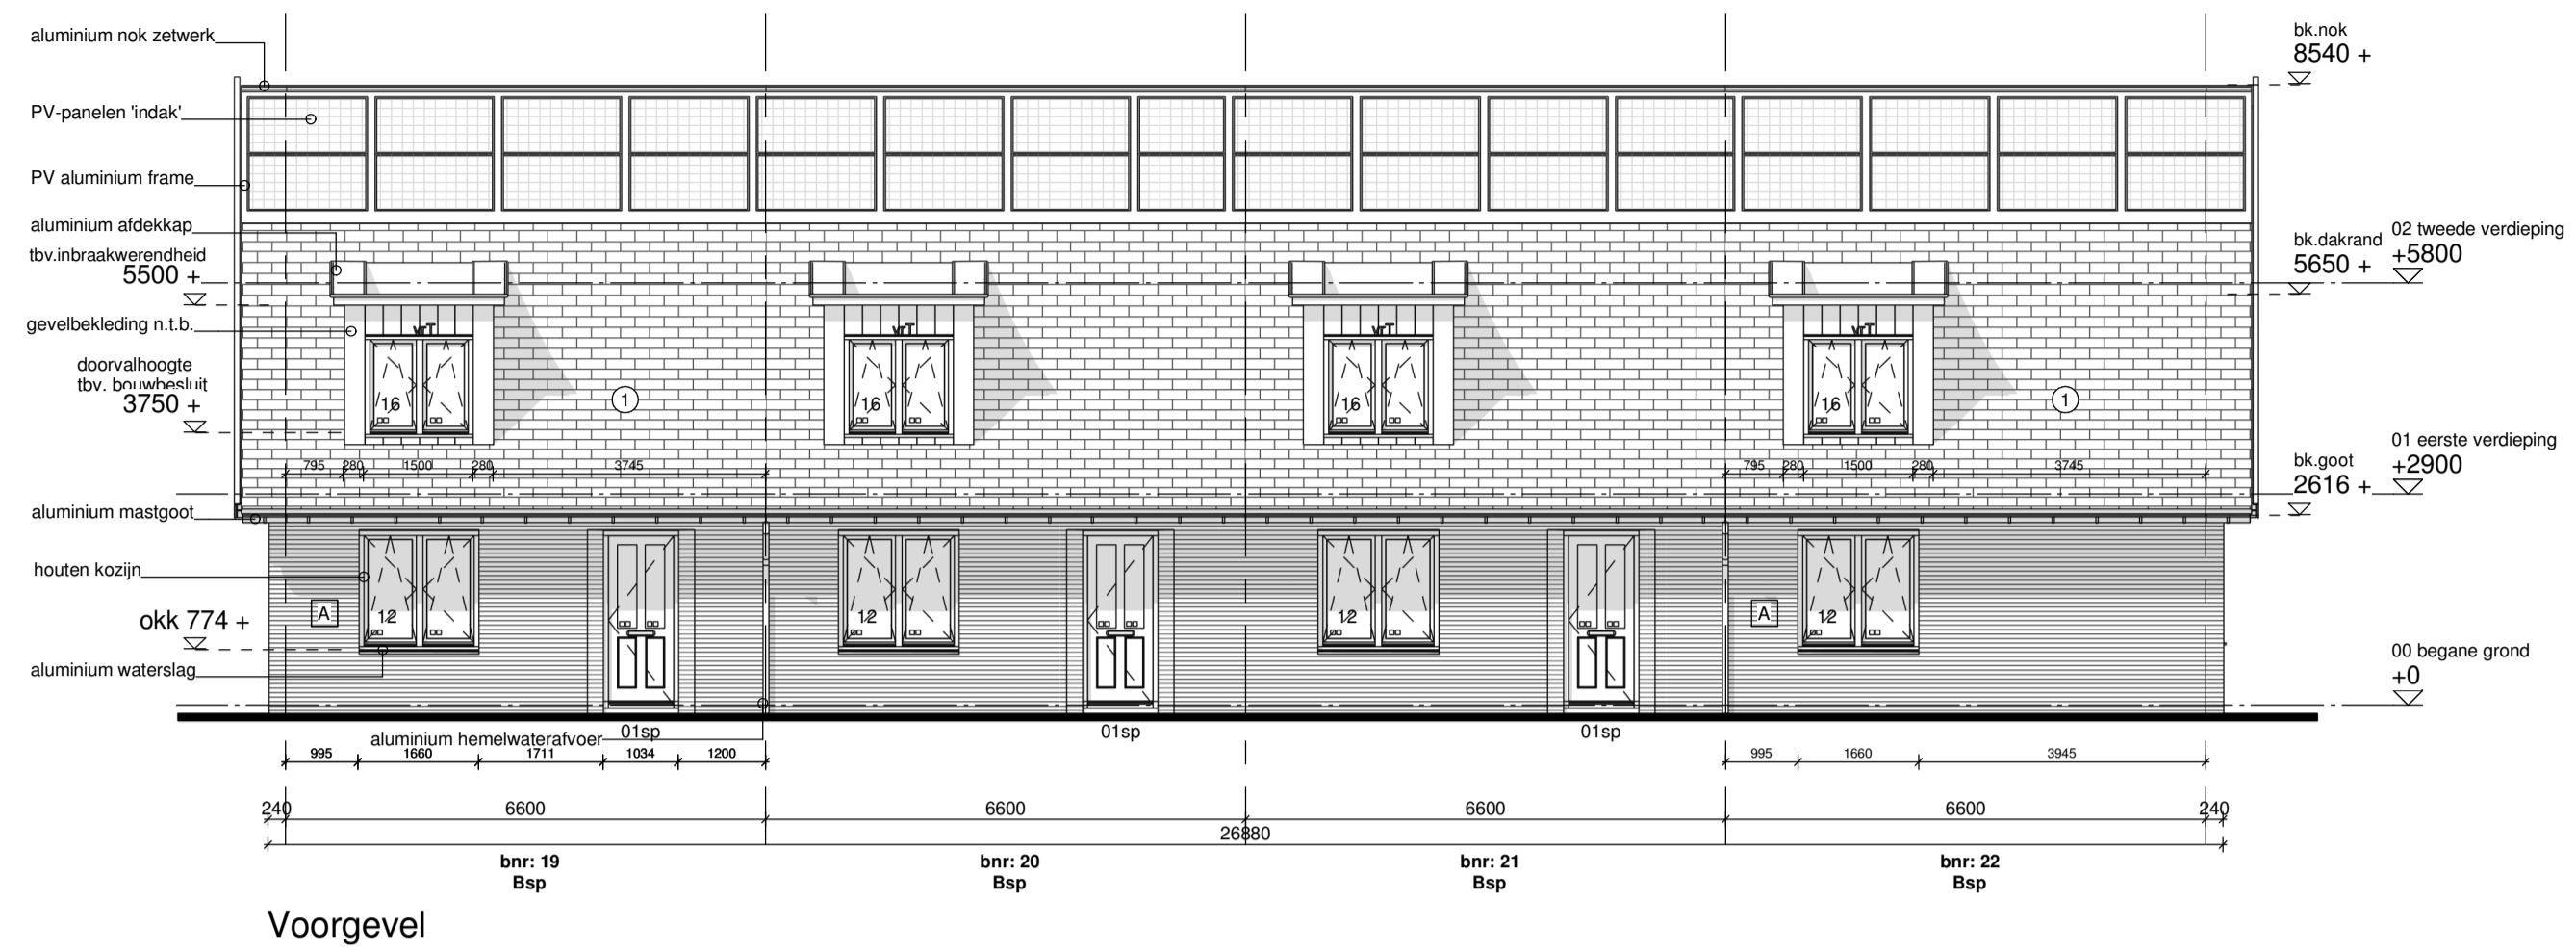 aluminium nok zetwerk
PV-panelen 'indak'
PV aluminium frame
aluminium afdekkap
tbv.inbraakwerendheid
5500 +
gevelbekleding n.t.b.
doorvalhoogte
tbv. bouwbesluit
3750 +
aluminium mastgoot
houten kozijn
okk 774 +
aluminium waterslag
aluminium hemelwaterafvoer
bk.nok
8540 +
bk.dakrand
5650 +
02 tweede verdieping
+5800
01 eerste verdieping
+2900
bk.goot
2616 +
00 begane grond
+0
vrT vrT vrT vrT
16 16 16 16
1 1
795 280 1500 280 3745 795 280 1500 280 3745
A 12 12 12 A 12
01sp 01sp 01sp
995 1660 1711 1034 1200 995 1660 3945
240 6600 6600 6600 6600 240
26880
bnr: 19 bnr: 20 bnr: 21 bnr: 22
Bsp Bsp Bsp Bsp
Voorgevel